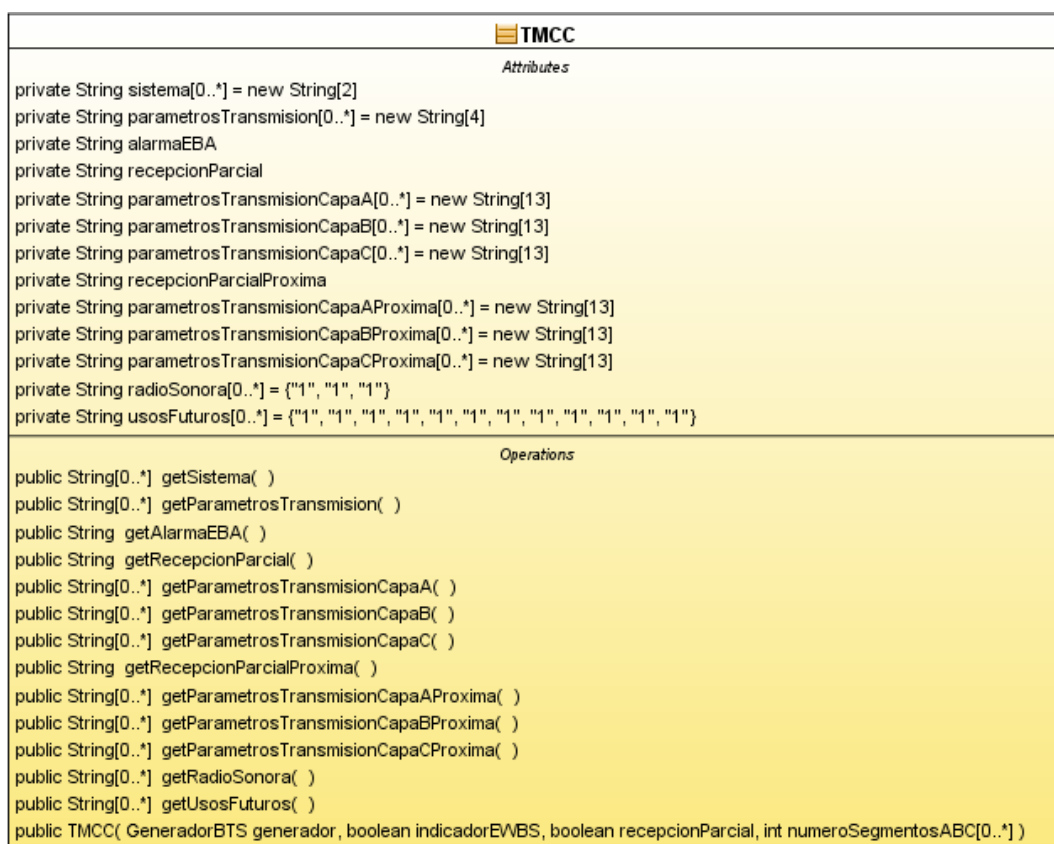 TMCC
Attributes
private String sistema[0..*] = new String[2]
private String parametrosTransmision[0..*] = new String[4]
private String alarmaEBA
private String recepcionParcial
private String parametrosTransmisionCapaA[0..*] = new String[13]
private String parametrosTransmisionCapaB[0..*] = new String[13]
private String parametrosTransmisionCapaC[0..*] = new String[13]
private String recepcionParcialProxima
private String parametrosTransmisionCapaAProxima[0..*] = new String[13]
private String parametrosTransmisionCapaBProxima[0..*] = new String[13]
private String parametrosTransmisionCapaCProxima[0..*] = new String[13]
private String radioSonora[0..*] = {"1", "1", "1"}
private String usosFuturos[0..*] = {"1", "1", "1", "1", "1", "1", "1", "1", "1", "1", "1", "1"}
Operations
public String[0..*] getSistema( )
public String[0..*] getParametrosTransmision( )
public String getAlarmaEBA( )
public String getRecepcionParcial( )
public String[0..*] getParametrosTransmisionCapaA( )
public String[0..*] getParametrosTransmisionCapaB( )
public String[0..*] getParametrosTransmisionCapaC( )
public String getRecepcionParcialProxima( )
public String[0..*] getParametrosTransmisionCapaAProxima( )
public String[0..*] getParametrosTransmisionCapaBProxima( )
public String[0..*] getParametrosTransmisionCapaCProxima( )
public String[0..*] getRadioSonora( )
public String[0..*] getUsosFuturos( )
public TMCC( GeneradorBTS generador, boolean indicadorEWBS, boolean recepcionParcial, int numeroSegmentosABC[0..*] )